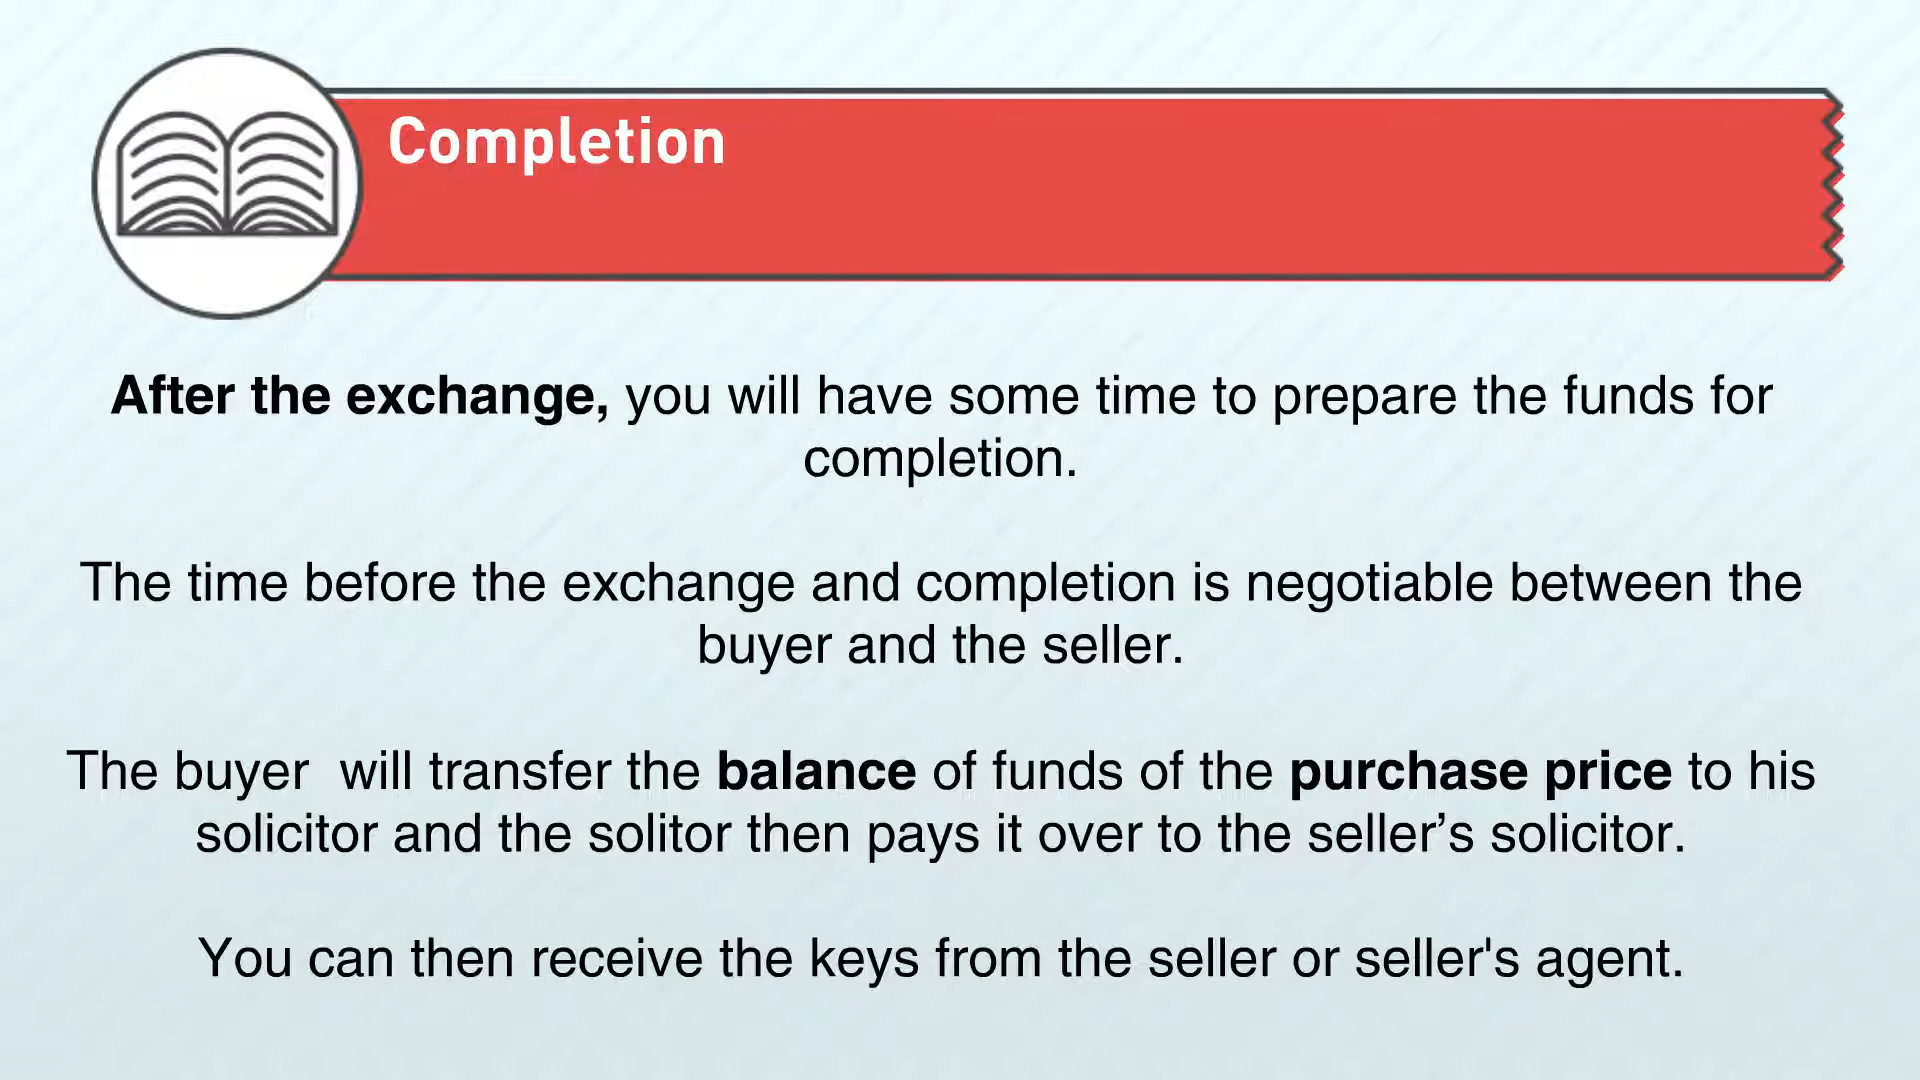 Completion
After the exchange, you will have some time to prepare the funds for
completion.
The time before the exchange and completion is negotiable between the
buyer and the seller.
The buyer  will transfer the balance of funds of the purchase price to his
solicitor and the solitor then pays it over to the seller’s solicitor.
You can then receive the keys from the seller or seller's agent.